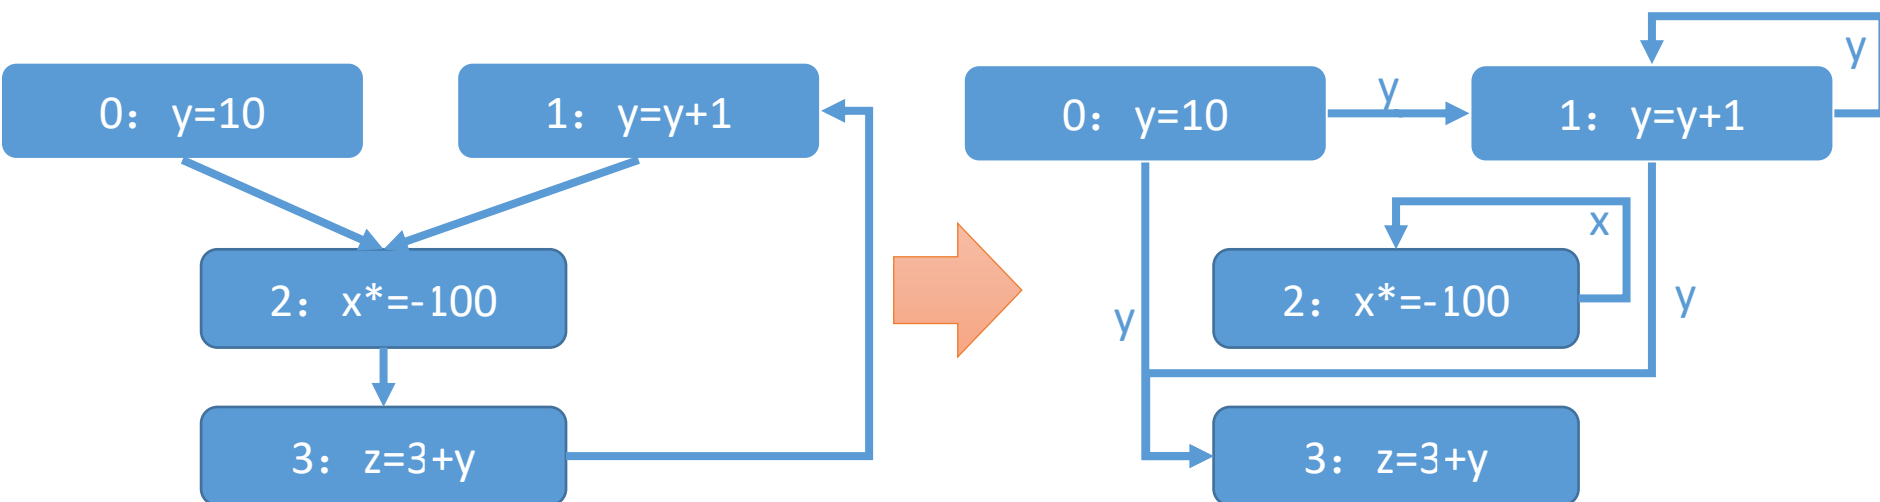 0： y=10
1： y=y+1
2： x*=-100
3： z=3+y
y
y
0： y=10
1： y=y+1
x
2： x*=-100
y
y
3： z=3+y